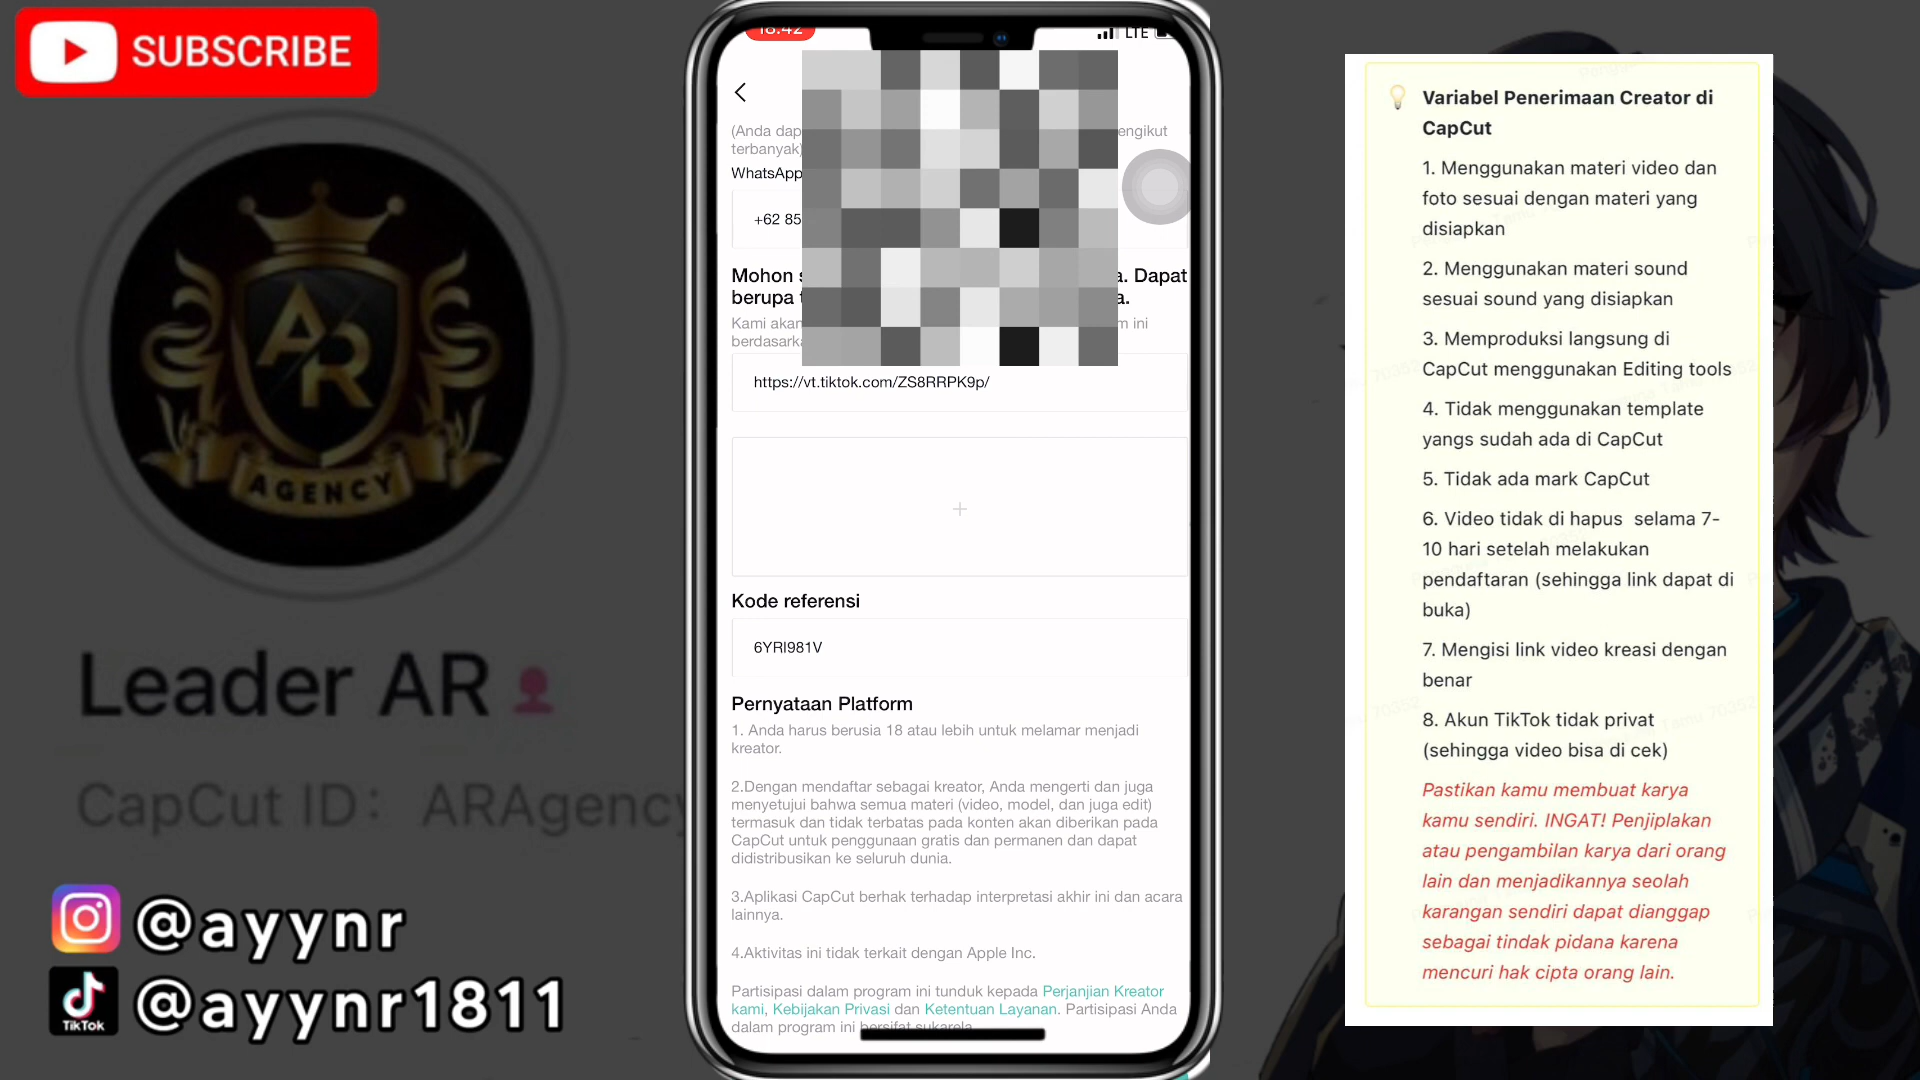 SUBSCRIBE
AR
AGENCY
Leader AR
CapCut ID: ARAgency
@ayynr
TikTok
@ayynr1811
18:42
LTE
(Anda dap
engikut
terbanyak)
WhatsApp
+62 85
Mohon s
a. Dapat
berupa t
a.
Kami akan
m ini
berdasarka
https://vt.tiktok.com/ZS8RRPK9p/
+
Kode referensi
6YRI981V
Pernyataan Platform
1. Anda harus berusia 18 atau lebih untuk melamar menjadi
kreator.
2.Dengan mendaftar sebagai kreator, Anda mengerti dan juga
menyetujui bahwa semua materi (video, model, dan juga edit)
termasuk dan tidak terbatas pada konten akan diberikan pada
CapCut untuk penggunaan gratis dan permanen dan dapat
didistribusikan ke seluruh dunia.
3.Aplikasi CapCut berhak terhadap interpretasi akhir ini dan acara
lainnya.
4.Aktivitas ini tidak terkait dengan Apple Inc.
Partisipasi dalam program ini tunduk kepada Perjanjian Kreator
kami, Kebijakan Privasi dan Ketentuan Layanan. Partisipasi Anda
dalam program ini bersifat sukarela
Variabel Penerimaan Creator di
CapCut
1. Menggunakan materi video dan
foto sesuai dengan materi yang
disiapkan
2. Menggunakan materi sound
sesuai sound yang disiapkan
3. Memproduksi langsung di
CapCut menggunakan Editing tools
4. Tidak menggunakan template
yangs sudah ada di CapCut
5. Tidak ada mark CapCut
6. Video tidak di hapus selama 7-
10 hari setelah melakukan
pendaftaran (sehingga link dapat di
buka)
7. Mengisi link video kreasi dengan
benar
8. Akun TikTok tidak privat
(sehingga video bisa di cek)
Pastikan kamu membuat karya
kamu sendiri. INGAT! Penjiplakan
atau pengambilan karya dari orang
lain dan menjadikannya seolah
karangan sendiri dapat dianggap
sebagai tindak pidana karena
mencuri hak cipta orang lain.